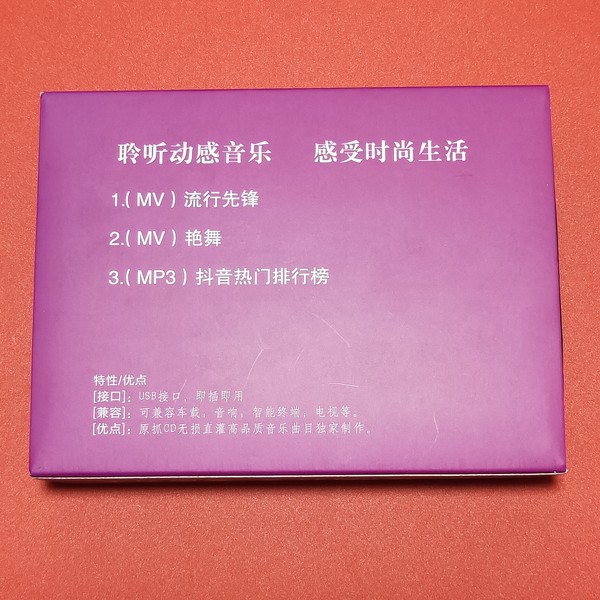 聆听动感音乐 感受时尚生活
1.(MV) 流行先锋
2.(MV) 艳舞
3.(MP3) 抖音热门排行榜
特性/优点
[接口]: USB接口、即插即用
[兼容]: 可兼容车载; 音响; 智能终端; 电视等。
[优点]: 原抓CD无损直灌高品质音乐曲目独家制作。